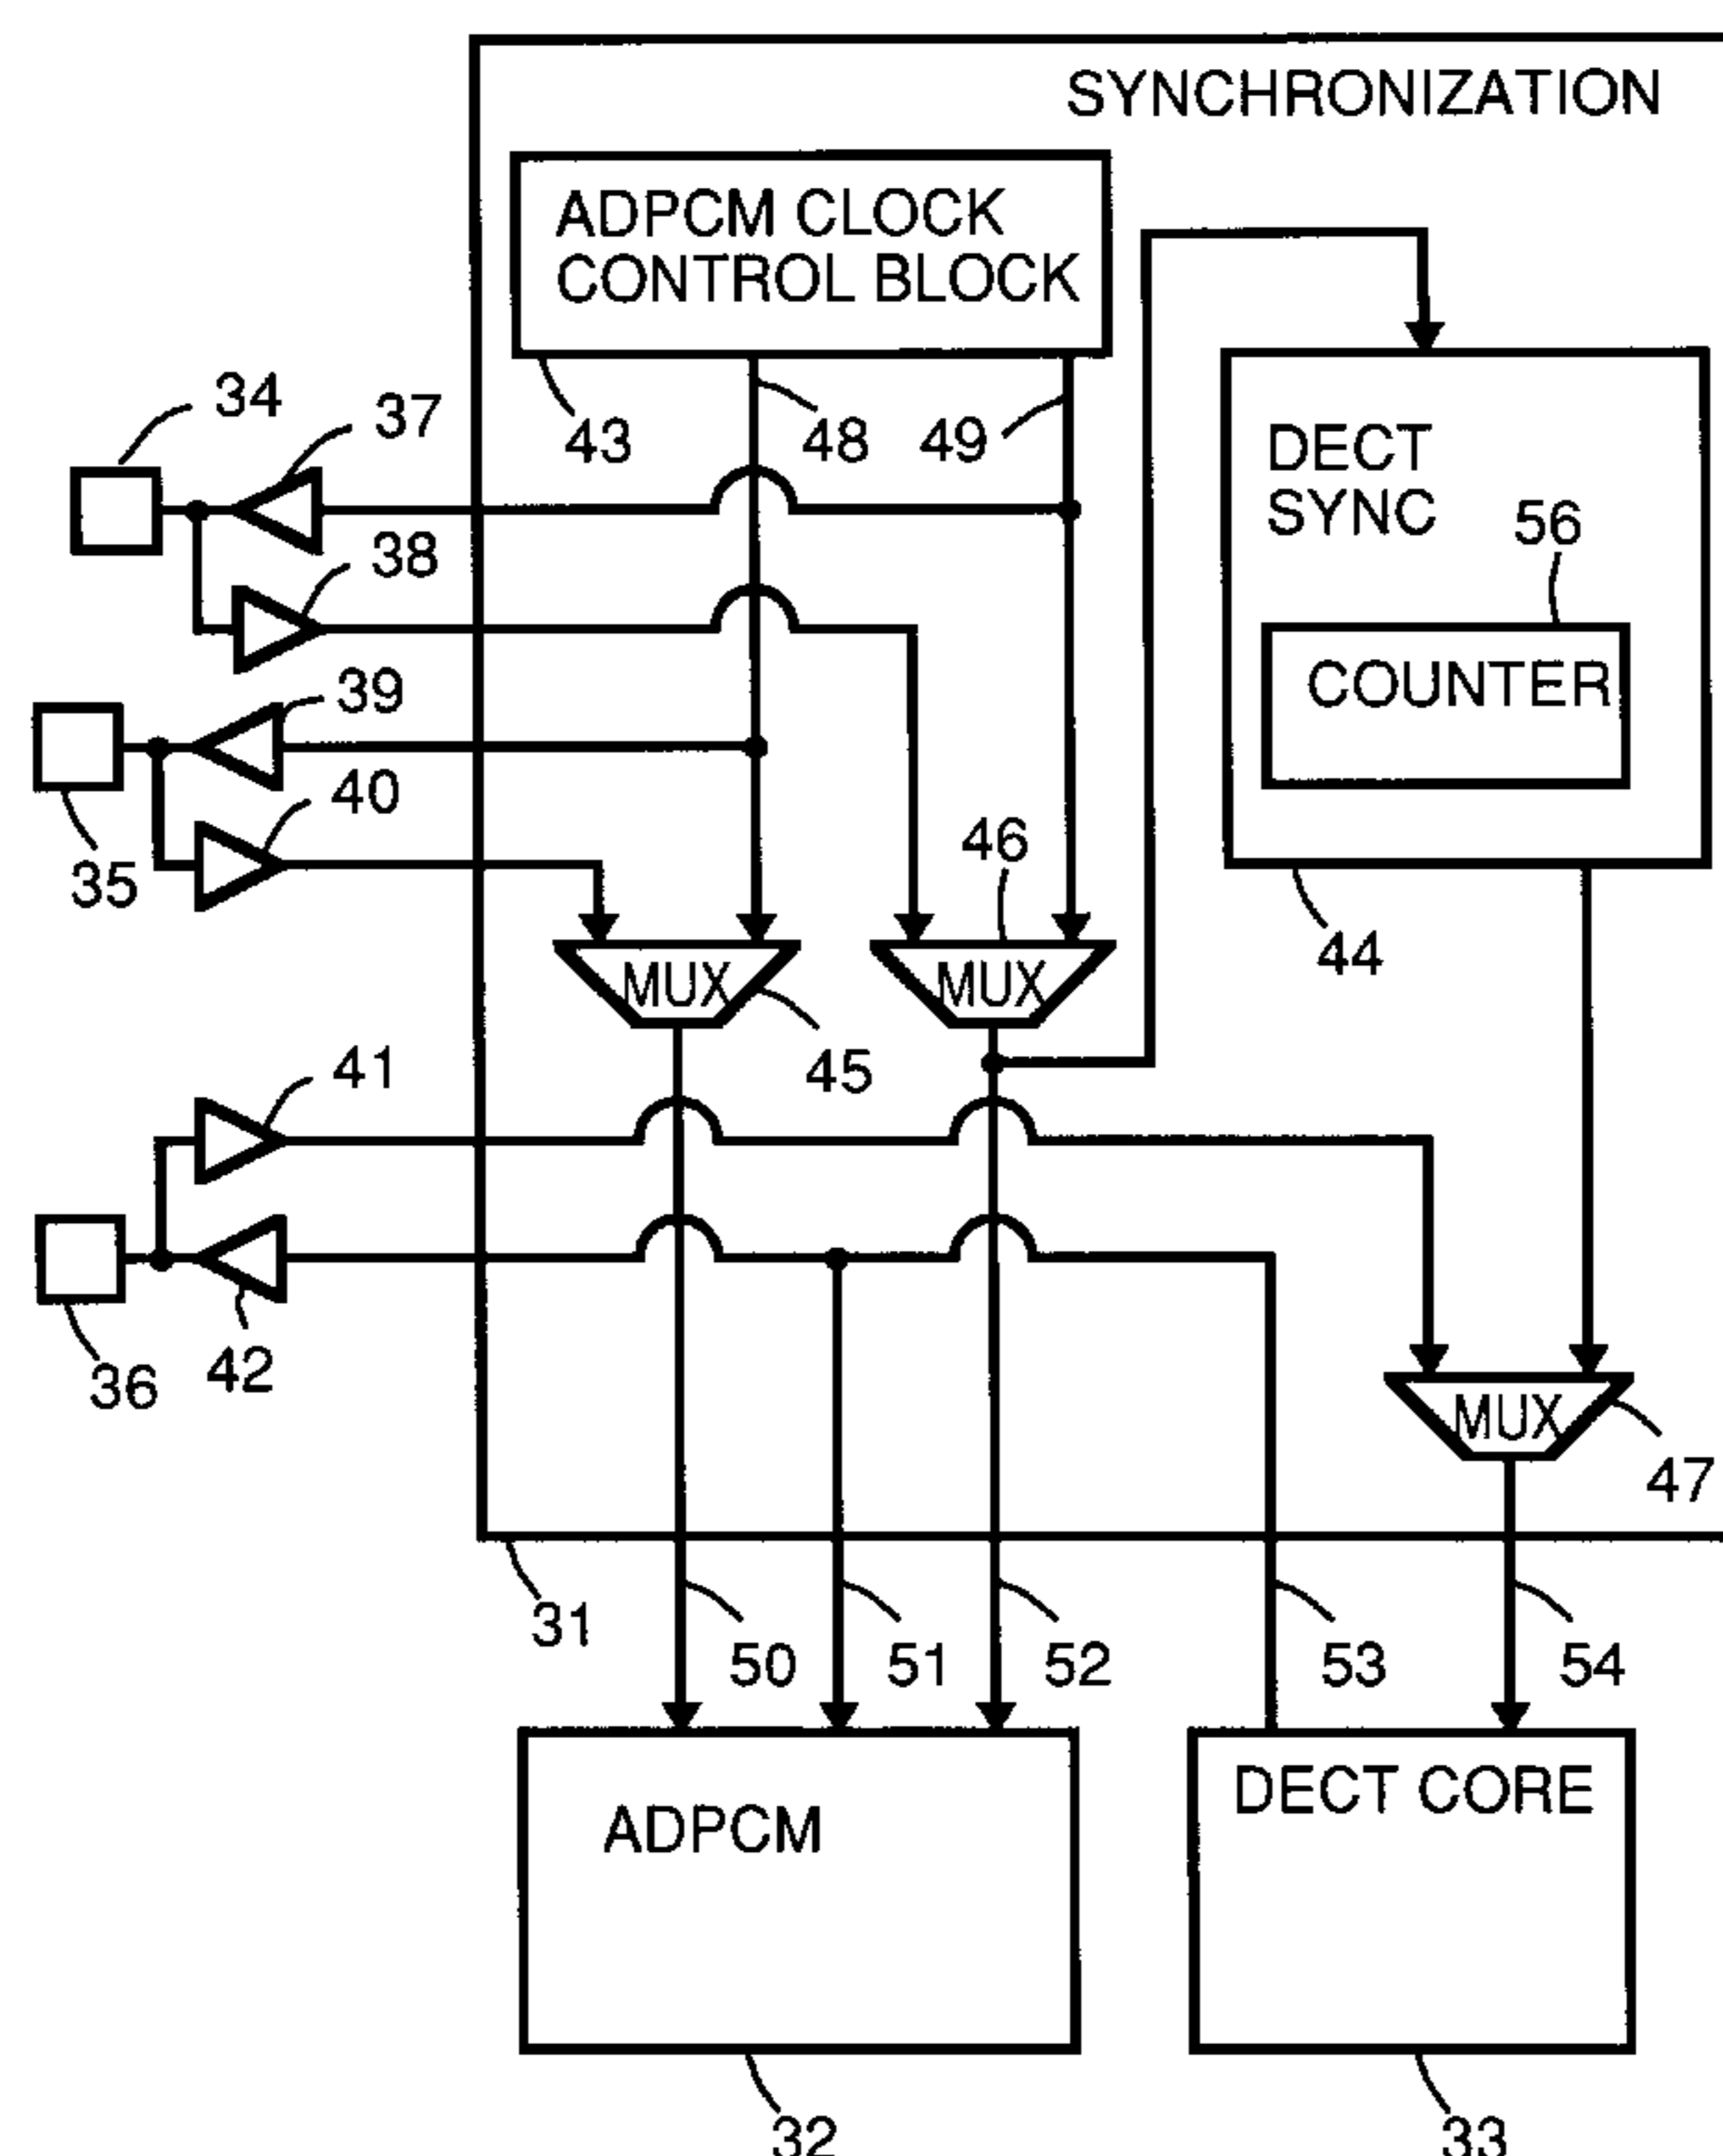 SYNCHRONIZATION
ADPCM CLOCK
CONTROL BLOCK
34
37
43
48
49
DECT
SYNC
38
56
39
COUNTER
40
35
46
44
MUX
MUX
45
41
36
42
MUX
47
31
50
51
52
53
54
ADPCM
DECT CORE
32
33